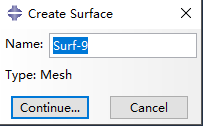 Create Surface
Name: Surf-9
Type: Mesh
Continue... Cancel